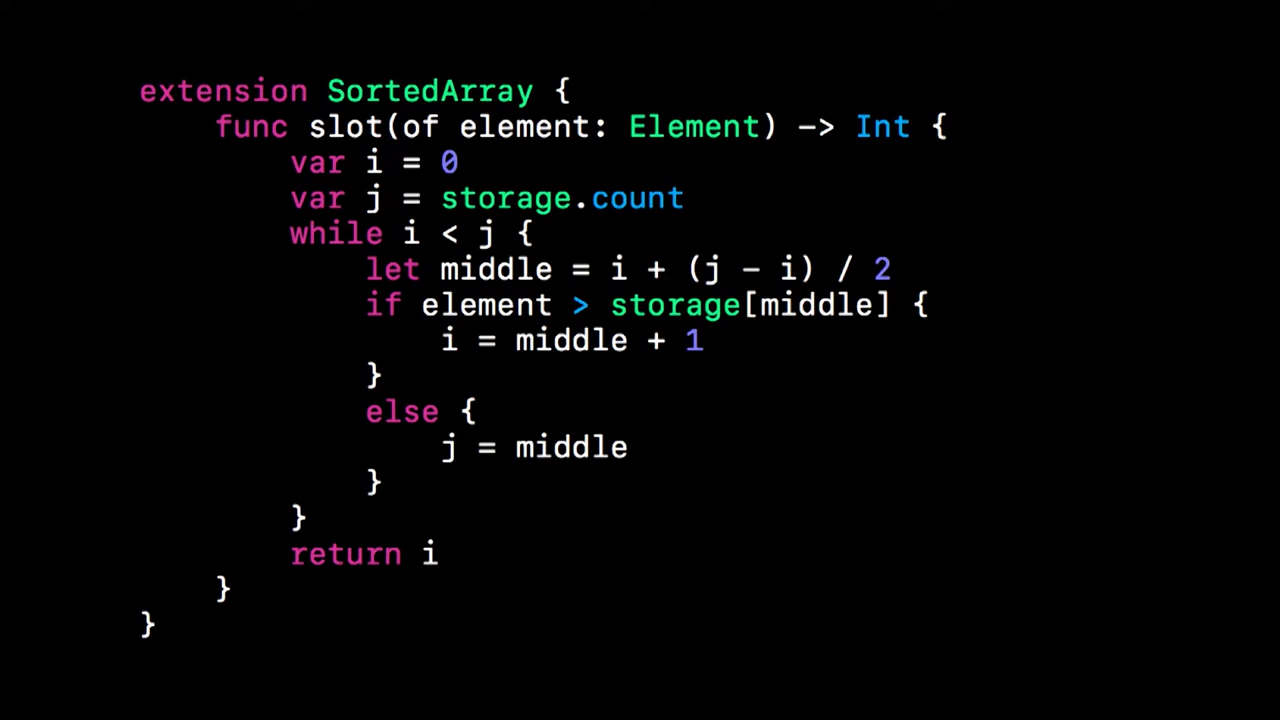 extension SortedArray {
    func slot(of element: Element) -> Int {
        var i = 0
        var j = storage.count
        while i < j {
            let middle = i + (j - i) / 2
            if element > storage[middle] {
                i = middle + 1
            }
            else {
                j = middle
            }
        }
        return i
    }
}